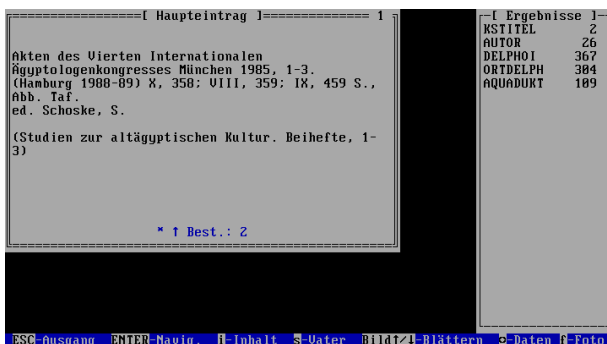 [ Haupteintrag ] 1
Akten des Vierten Internationalen
Ägyptologenkongresses München 1985, 1-3.
(Hamburg 1988-89) X, 358; VIII, 359; IX, 459 S.,
Abb. Taf.
ed. Schoske, S.
(Studien zur altägyptischen Kultur. Beihefte, 1-
3)
* ↑ Best.: 2
[ Ergebnisse ]
KSTITEL 2
AUTOR 26
DELPHOI 367
ORTDELPH 304
AQUADUKT 109
ESC-Ausgang ENTER-Navig. i-Inhalt s-Vater Bild↑/↓-Blättern o-Daten f-Foto